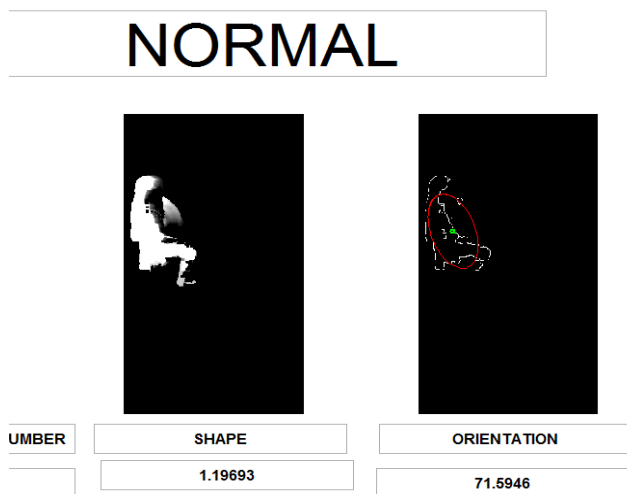 NORMAL
UMBER
SHAPE
ORIENTATION
1.19693
71.5946